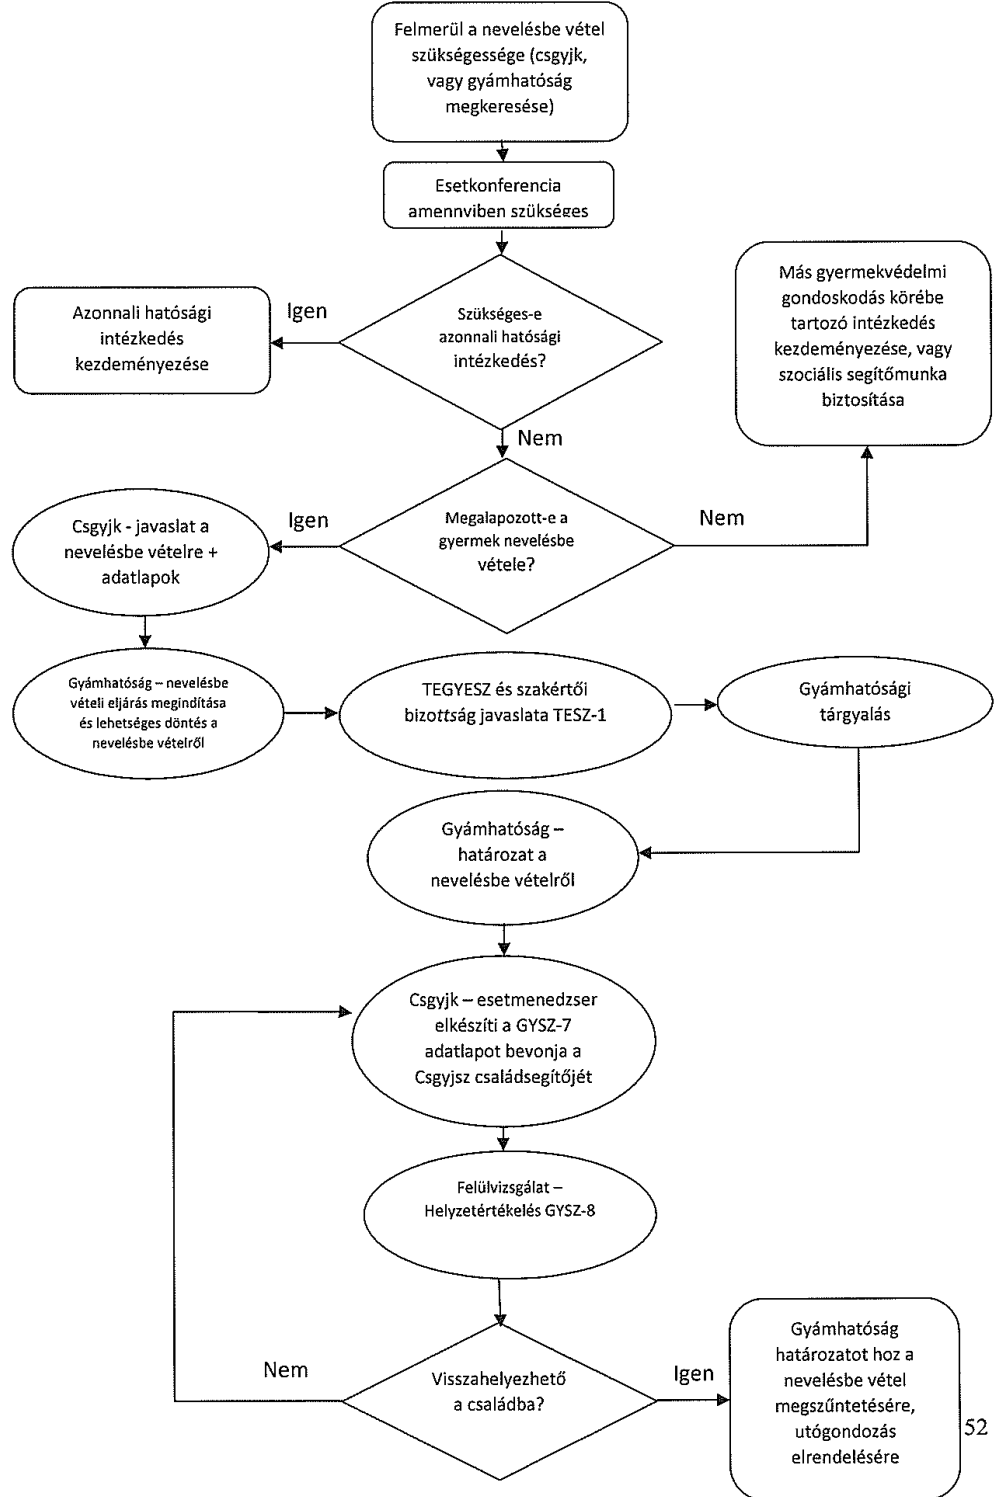 Felmerül a nevelésbe vétel
szükségessége (csgyjk,
vagy gyámhatóság
megkeresése)
Esetkonferencia
amennyiben szükséges
Szükséges-e
azonnali hatósági
intézkedés?
Igen
Azonnali hatósági
intézkedés
kezdeményezése
Más gyermekvédelmi
gondoskodás körébe
tartozó intézkedés
kezdeményezése, vagy
szociális segítőmunka
biztosítása
Nem
Megalapozott-e a
gyermek nevelésbe
vétele?
Igen
Nem
Csgyjk - javaslat a
nevelésbe vételre +
adatlapok
Gyámhatóság – nevelésbe
vételi eljárás megindítása
és lehetséges döntés a
nevelésbe vételről
TEGYESZ és szakértői
bizottság javaslata TESZ-1
Gyámhatósági
tárgyalás
Gyámhatóság –
határozat a
nevelésbe vételről
Csgyjk – esetmenedzser
elkészíti a GYSZ-7
adatlapot bevonja a
Csgyjsz családsegítőjét
Felülvizsgálat –
Helyzetértékelés GYSZ-8
Visszahelyezhető
a családba?
Nem
Igen
Gyámhatóság
határozatot hoz a
nevelésbe vétel
megszűntetésére,
utógondozás
elrendelésére
52